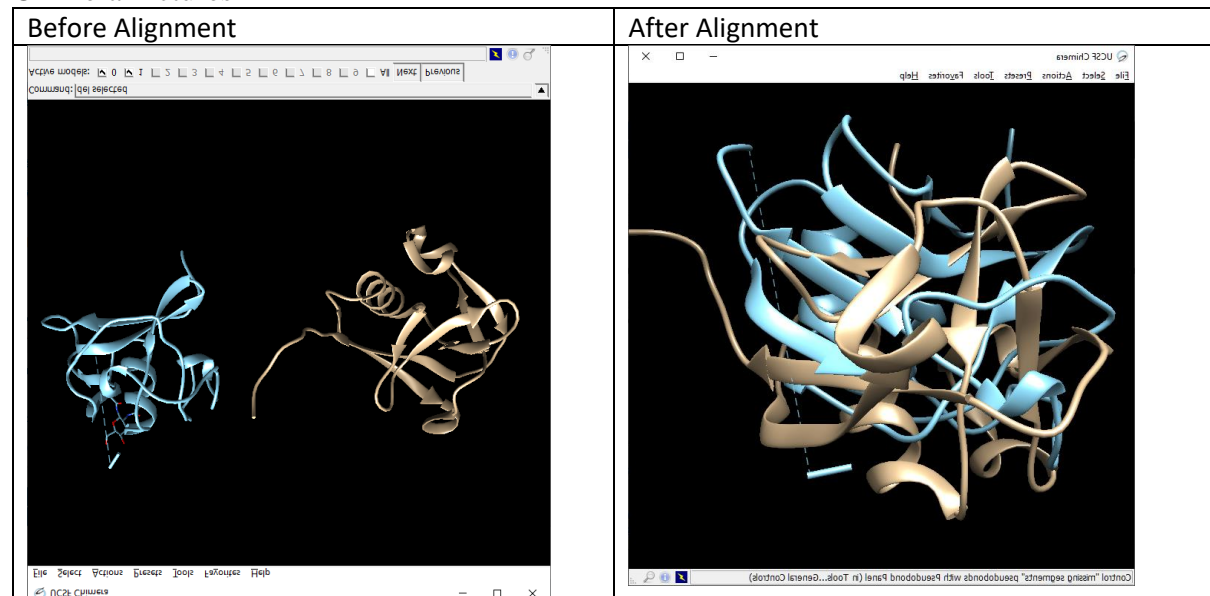 Before Alignment
After Alignment
Active models: 0 1 2 3 4 5 6 7 8 9 All Next Previous
Command: del selected
File Select Actions Presets Tools Favorites Help
UCSF Chimera
UCSF Chimera
File Select Actions Presets Tools Favorites Help
Control "missing segments" pseudobonds with Pseudobond Panel (in Tools...General Controls)